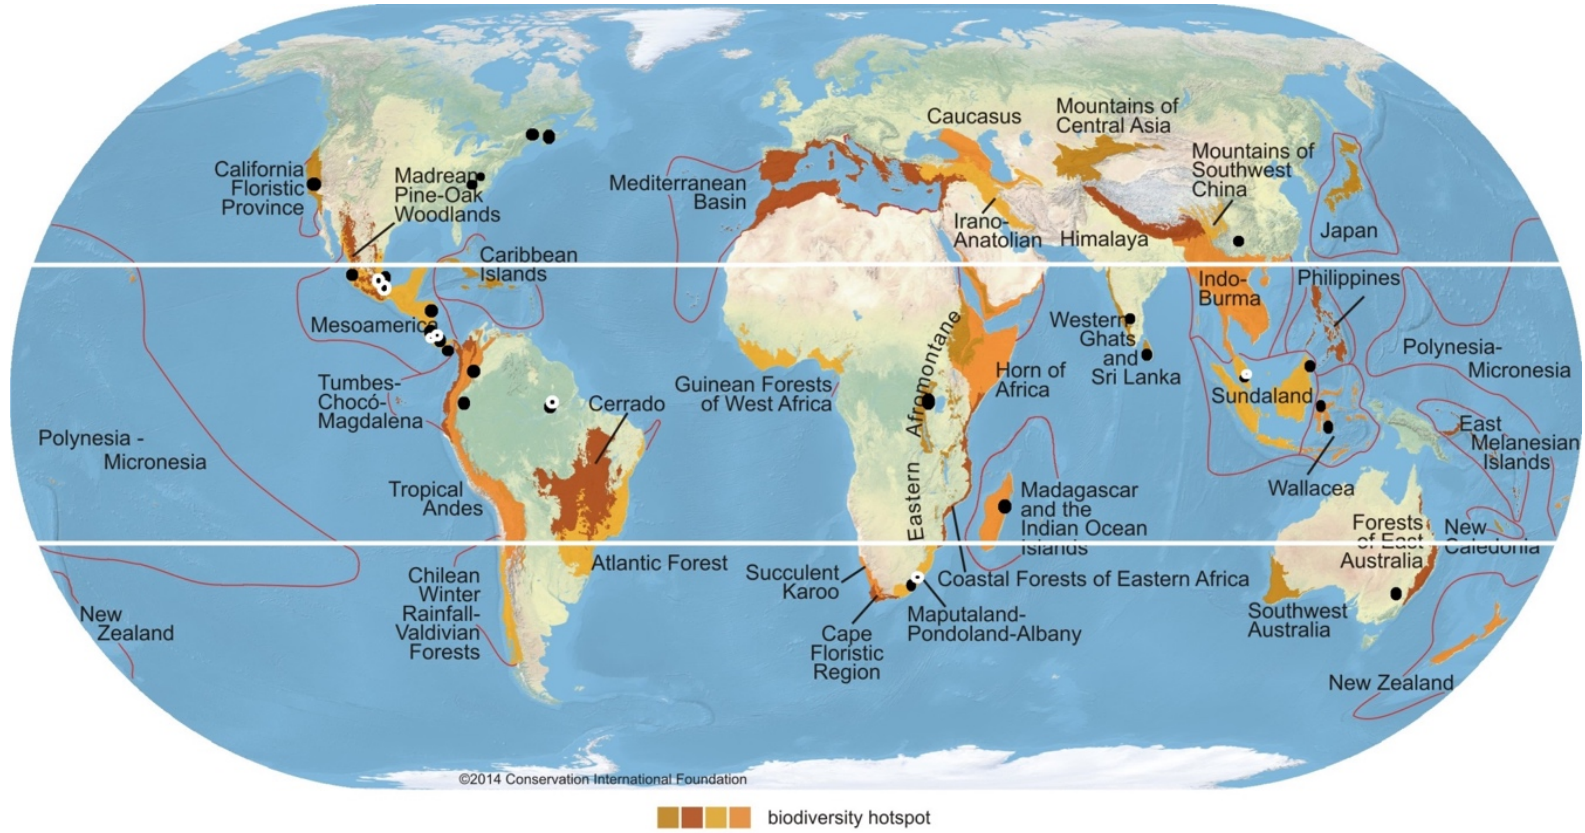 Caucasus
Mountains of
Central Asia
Mountains of
Southwest
China
California
Floristic
Province
Madrean
Pine-Oak
Woodlands
Mediterranean
Basin
Irano-
Anatolian
Himalaya
Japan
Caribbean
Islands
Indo-
Burma
Philippines
Mesoamerica
Western
Ghats
and
Sri Lanka
Polynesia-
Micronesia
Tumbes-
Chocó-
Magdalena
Guinean Forests
of West Africa
Cerrado
Eastern Afromontane
Horn of
Africa
Sundaland
Polynesia -
Micronesia
East
Melanesian
Islands
Tropical
Andes
Wallacea
Madagascar
and the
Indian Ocean
Islands
Forests
of East
Australia
New
Caledonia
Atlantic Forest
Chilean
Winter
Rainfall-
Valdivian
Forests
Succulent
Karoo
Coastal Forests of Eastern Africa
Maputaland-
Pondoland-Albany
Cape
Floristic
Region
Southwest
Australia
New
Zealand
New Zealand
©2014 Conservation International Foundation
biodiversity hotspot